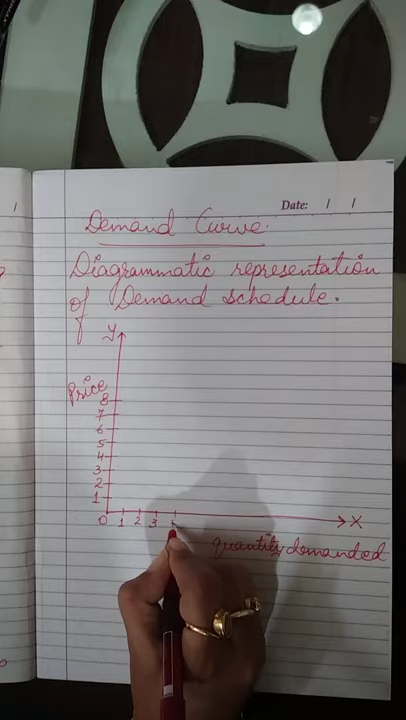 Date: / /
Demand Curve.
Diagrammatic representation
of Demand schedule.
Y
Price
8
7
6
5
4
3
2
1
0 1 2 3
X
quantity demanded